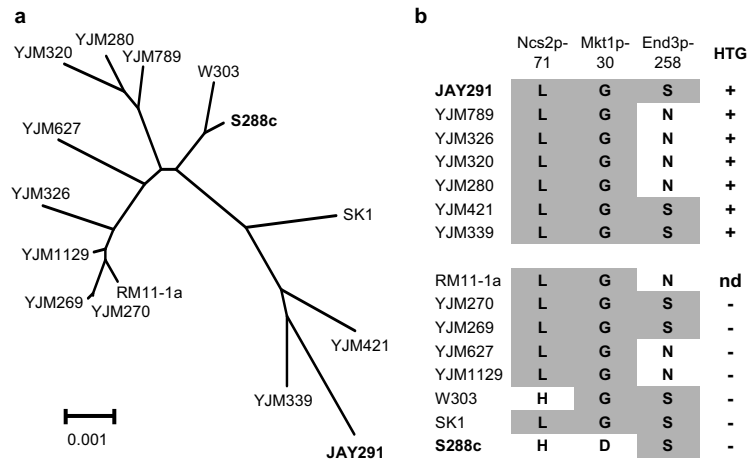 a
YJM280
YJM320
YJM789
W303
S288c
YJM627
YJM326
SK1
YJM1129
RM11-1a
YJM269
YJM270
YJM421
YJM339
0.001
JAY291
b
Ncs2p- Mkt1p- End3p-
71 30 258
HTG
JAY291 L G S +
YJM789 L G N +
YJM326 L G N +
YJM320 L G N +
YJM280 L G N +
YJM421 L G S +
YJM339 L G S +
RM11-1a L G N nd
YJM270 L G S -
YJM269 L G S -
YJM627 L G N -
YJM1129 L G N -
W303 H G S -
SK1 L G S -
S288c H D S -